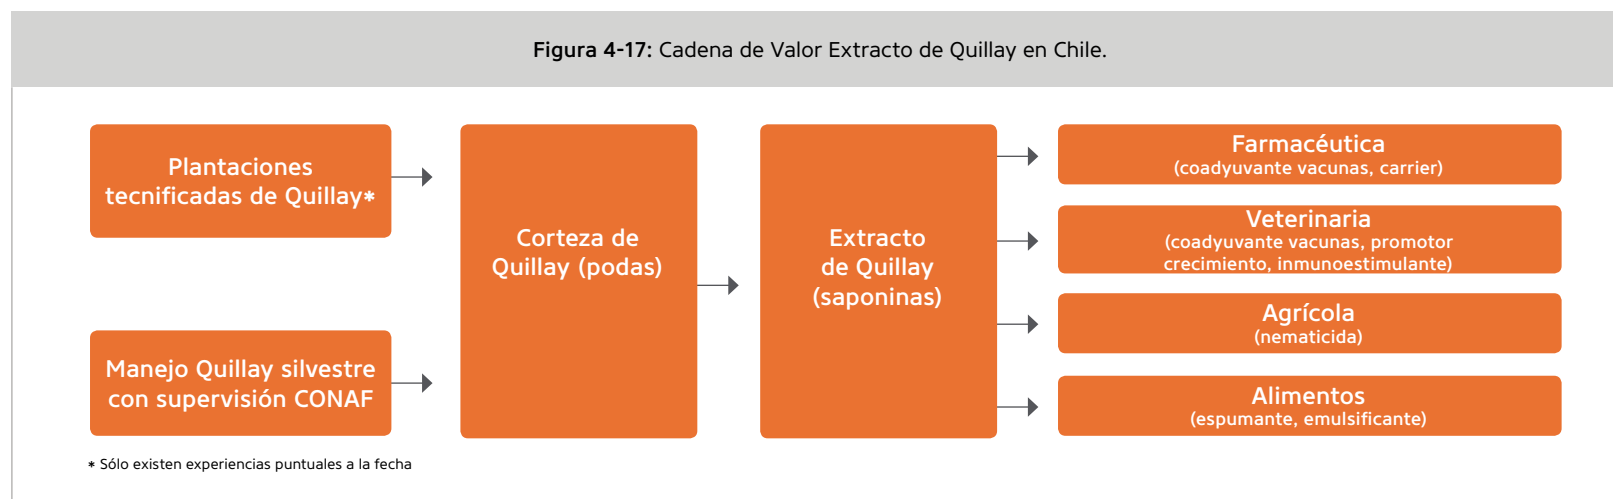 Figura 4-17: Cadena de Valor Extracto de Quillay en Chile.
Plantaciones
tecnificadas de Quillay*
Manejo Quillay silvestre
con supervisión CONAF
Corteza de
Quillay (podas)
Extracto
de Quillay
(saponinas)
Farmacéutica
(coadyuvante vacunas, carrier)
Veterinaria
(coadyuvante vacunas, promotor
crecimiento, inmunoestimulante)
Agrícola
(nematicida)
Alimentos
(espumante, emulsificante)
* Sólo existen experiencias puntuales a la fecha